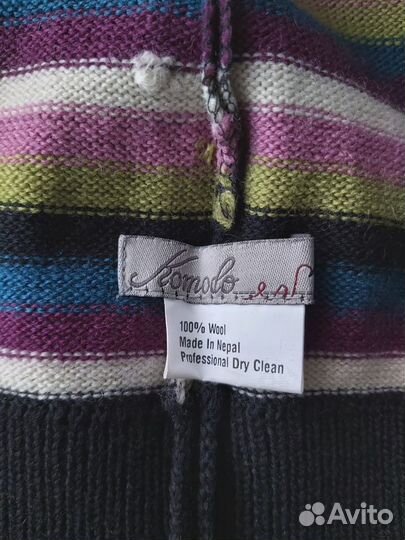 Komodo
100% Wool
Made In Nepal
Professional Dry Clean
Avito